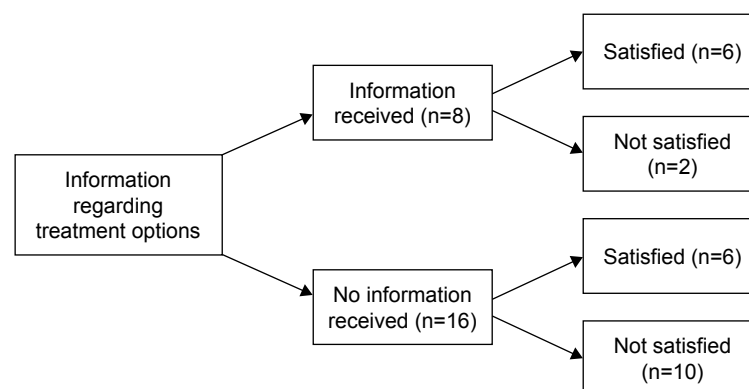 Information
regarding
treatment options
Information
received (n=8)
Satisfied (n=6)
Not satisfied
(n=2)
No information
received (n=16)
Satisfied (n=6)
Not satisfied
(n=10)